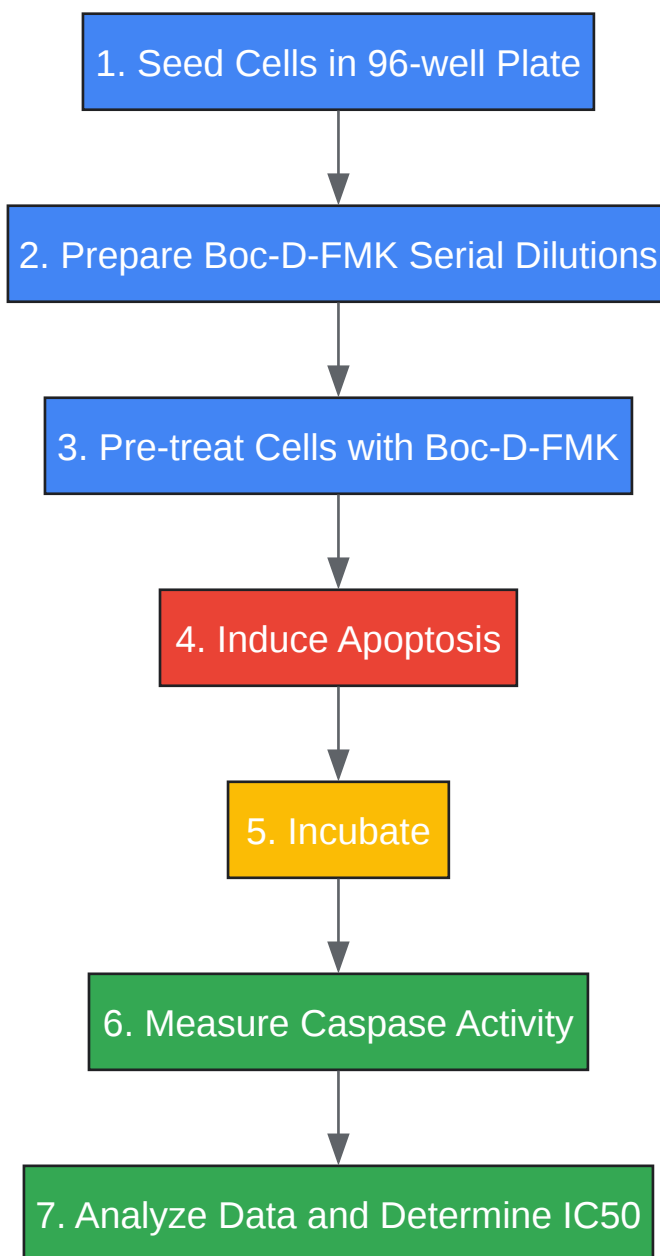 1. Seed Cells in 96-well Plate
2. Prepare Boc-D-FMK Serial Dilutions
3. Pre-treat Cells with Boc-D-FMK
4. Induce Apoptosis
5. Incubate
6. Measure Caspase Activity
7. Analyze Data and Determine IC50